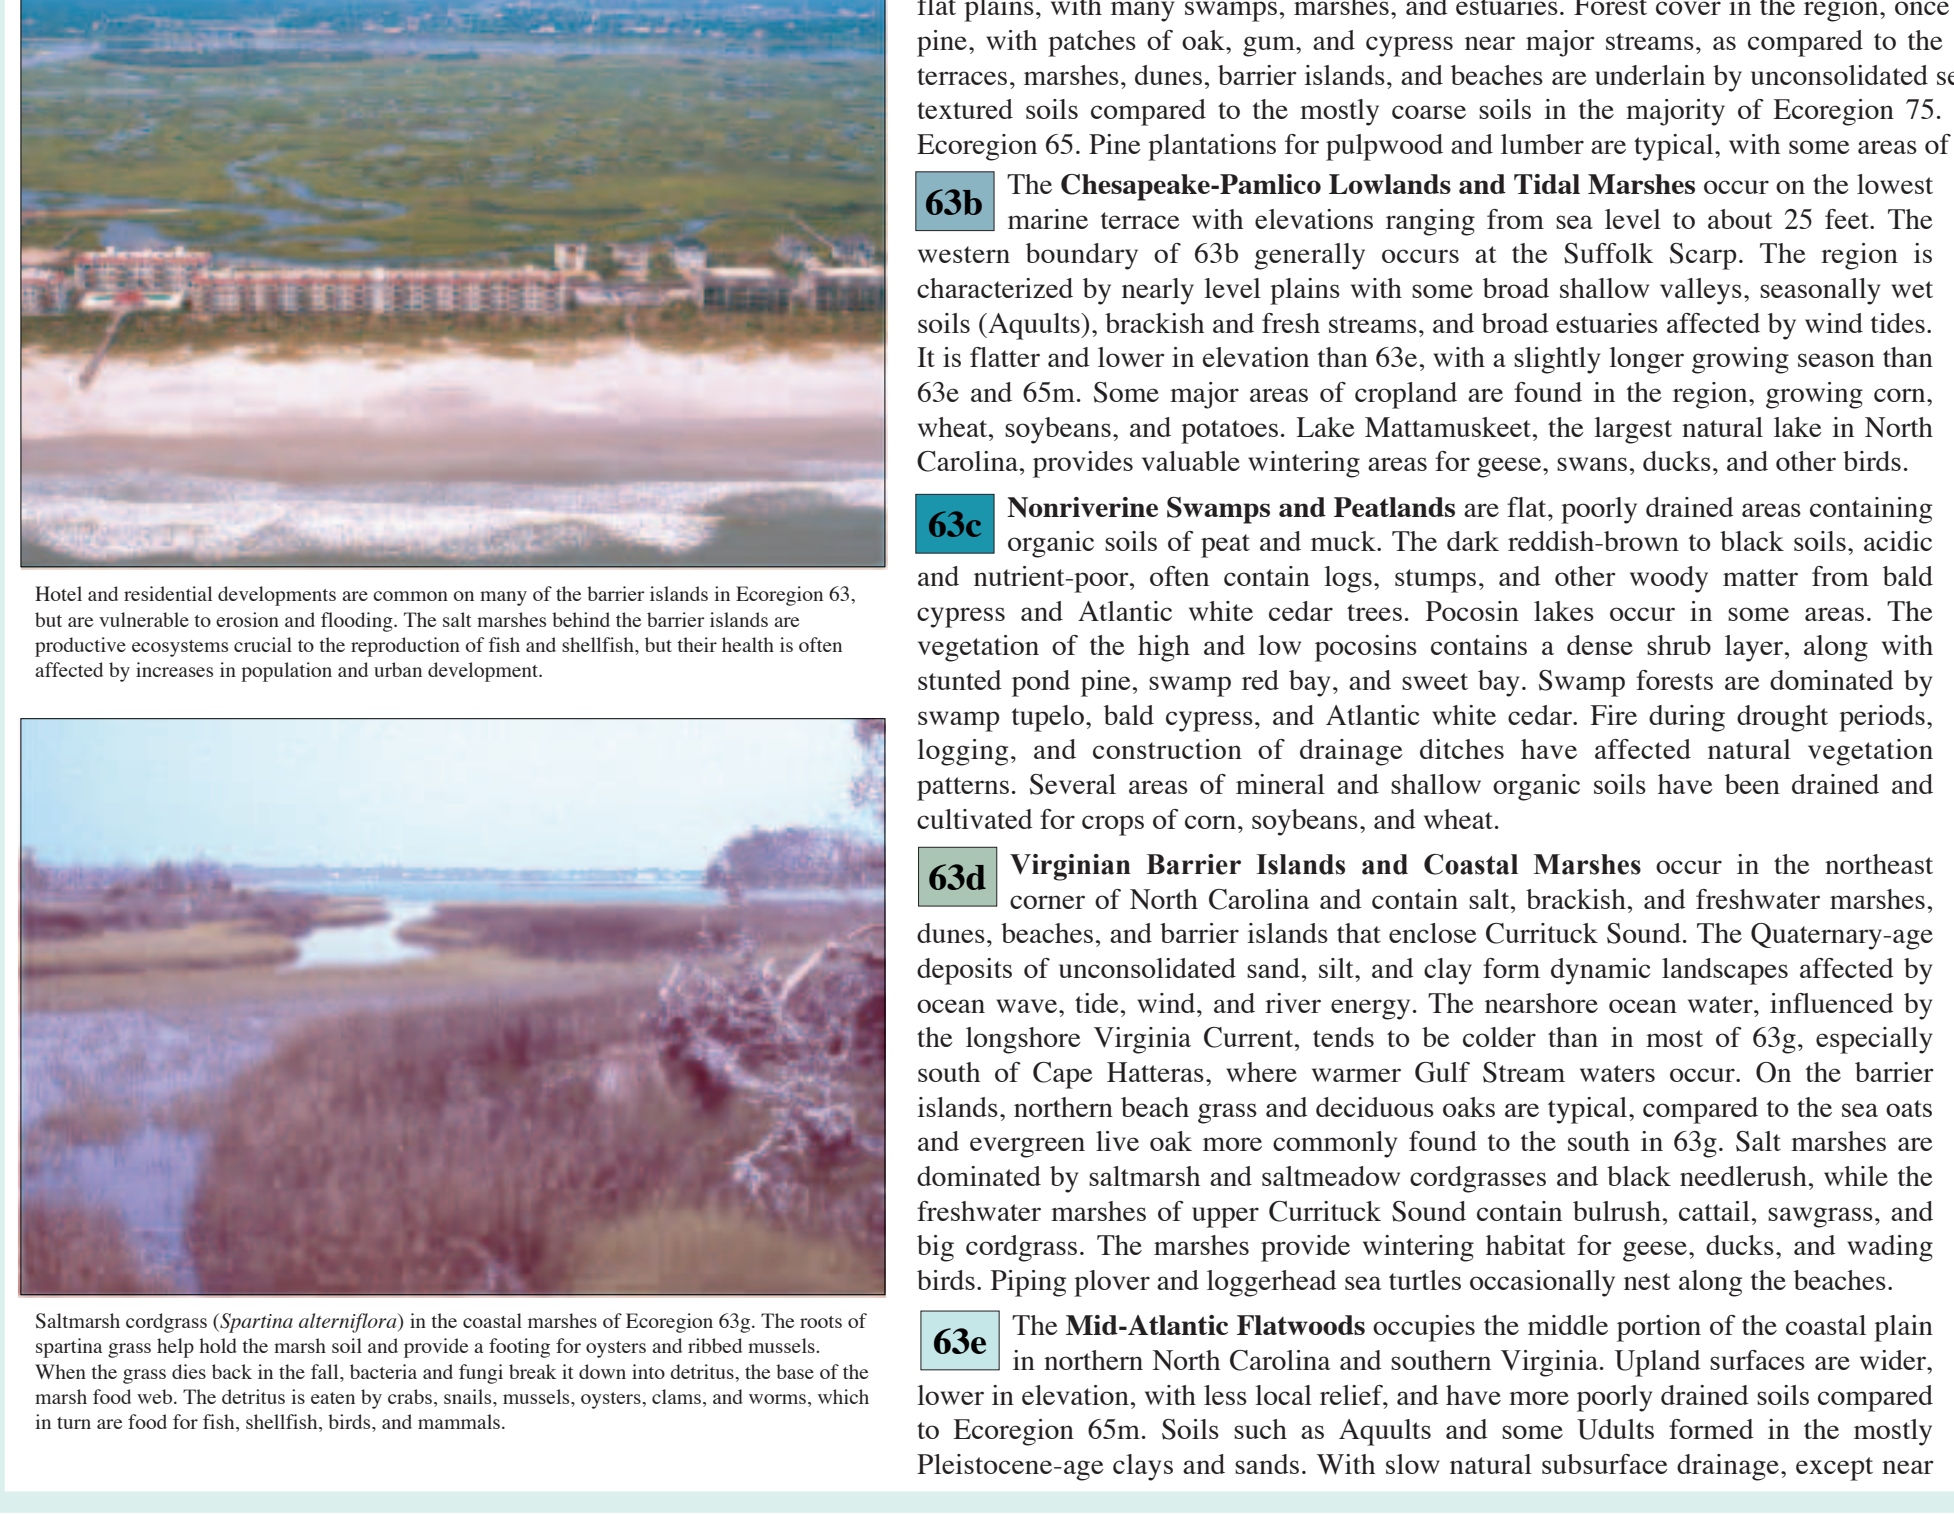 flat plains, with many swamps, marshes, and estuaries. Forest cover in the region, once
pine, with patches of oak, gum, and cypress near major streams, as compared to the
terraces, marshes, dunes, barrier islands, and beaches are underlain by unconsolidated
textured soils compared to the mostly coarse soils in the majority of Ecoregion 75.
Ecoregion 65. Pine plantations for pulpwood and lumber are typical, with some areas of
63b
The Chesapeake-Pamlico Lowlands and Tidal Marshes occur on the lowest
marine terrace with elevations ranging from sea level to about 25 feet. The
western boundary of 63b generally occurs at the Suffolk Scarp. The region is
characterized by nearly level plains with some broad shallow valleys, seasonally wet
soils (Aquults), brackish and fresh streams, and broad estuaries affected by wind tides.
It is flatter and lower in elevation than 63e, with a slightly longer growing season than
63e and 65m. Some major areas of cropland are found in the region, growing corn,
wheat, soybeans, and potatoes. Lake Mattamuskeet, the largest natural lake in North
Carolina, provides valuable wintering areas for geese, swans, ducks, and other birds.
63c
Nonriverine Swamps and Peatlands are flat, poorly drained areas containing
organic soils of peat and muck. The dark reddish-brown to black soils, acidic
and nutrient-poor, often contain logs, stumps, and other woody matter from bald
cypress and Atlantic white cedar trees. Pocosin lakes occur in some areas. The
vegetation of the high and low pocosins contains a dense shrub layer, along with
stunted pond pine, swamp red bay, and sweet bay. Swamp forests are dominated by
swamp tupelo, bald cypress, and Atlantic white cedar. Fire during drought periods,
logging, and construction of drainage ditches have affected natural vegetation
patterns. Several areas of mineral and shallow organic soils have been drained and
cultivated for crops of corn, soybeans, and wheat.
63d
Virginian Barrier Islands and Coastal Marshes occur in the northeast
corner of North Carolina and contain salt, brackish, and freshwater marshes,
dunes, beaches, and barrier islands that enclose Currituck Sound. The Quaternary-age
deposits of unconsolidated sand, silt, and clay form dynamic landscapes affected by
ocean wave, tide, wind, and river energy. The nearshore ocean water, influenced by
the longshore Virginia Current, tends to be colder than in most of 63g, especially
south of Cape Hatteras, where warmer Gulf Stream waters occur. On the barrier
islands, northern beach grass and deciduous oaks are typical, compared to the sea oats
and evergreen live oak more commonly found to the south in 63g. Salt marshes are
dominated by saltmarsh and saltmeadow cordgrasses and black needlerush, while the
freshwater marshes of upper Currituck Sound contain bulrush, cattail, sawgrass, and
big cordgrass. The marshes provide wintering habitat for geese, ducks, and wading
birds. Piping plover and loggerhead sea turtles occasionally nest along the beaches.
63e
The Mid-Atlantic Flatwoods occupies the middle portion of the coastal plain
in northern North Carolina and southern Virginia. Upland surfaces are wider,
lower in elevation, with less local relief, and have more poorly drained soils compared
to Ecoregion 65m. Soils such as Aquults and some Udults formed in the mostly
Pleistocene-age clays and sands. With slow natural subsurface drainage, except near
Hotel and residential developments are common on many of the barrier islands in Ecoregion 63,
but are vulnerable to erosion and flooding. The salt marshes behind the barrier islands are
productive ecosystems crucial to the reproduction of fish and shellfish, but their health is often
affected by increases in population and urban development.
Saltmarsh cordgrass (Spartina alterniflora) in the coastal marshes of Ecoregion 63g. The roots of
spartina grass help hold the marsh soil and provide a footing for oysters and ribbed mussels.
When the grass dies back in the fall, bacteria and fungi break it down into detritus, the base of the
marsh food web. The detritus is eaten by crabs, snails, mussels, oysters, clams, and worms, which
in turn are food for fish, shellfish, birds, and mammals.